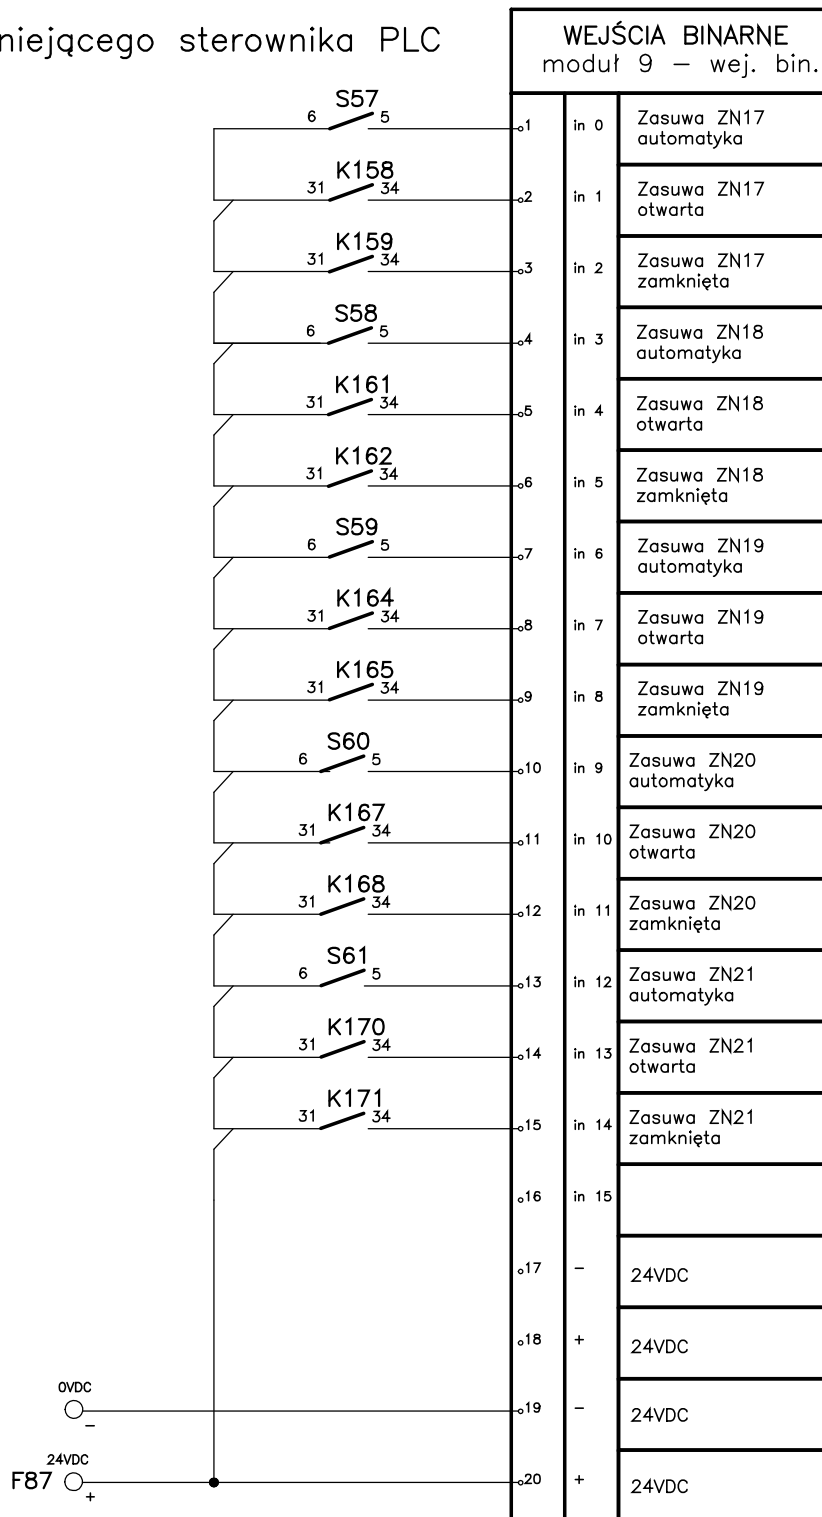 niejącego sterownika PLC
WEJŚCIA BINARNE
moduł 9 – wej. bin.
S57
6 5 1 in 0 Zasuwa ZN17
automatyka
K158
31 34 2 in 1 Zasuwa ZN17
otwarta
K159
31 34 3 in 2 Zasuwa ZN17
zamknięta
S58
6 5 4 in 3 Zasuwa ZN18
automatyka
K161
31 34 5 in 4 Zasuwa ZN18
otwarta
K162
31 34 6 in 5 Zasuwa ZN18
zamknięta
S59
6 5 7 in 6 Zasuwa ZN19
automatyka
K164
31 34 8 in 7 Zasuwa ZN19
otwarta
K165
31 34 9 in 8 Zasuwa ZN19
zamknięta
S60
6 5 10 in 9 Zasuwa ZN20
automatyka
K167
31 34 11 in 10 Zasuwa ZN20
otwarta
K168
31 34 12 in 11 Zasuwa ZN20
zamknięta
S61
6 5 13 in 12 Zasuwa ZN21
automatyka
K170
31 34 14 in 13 Zasuwa ZN21
otwarta
K171
31 34 15 in 14 Zasuwa ZN21
zamknięta
16 in 15
17 – 24VDC
18 + 24VDC
0VDC
– 19 – 24VDC
24VDC
F87 + 20 + 24VDC